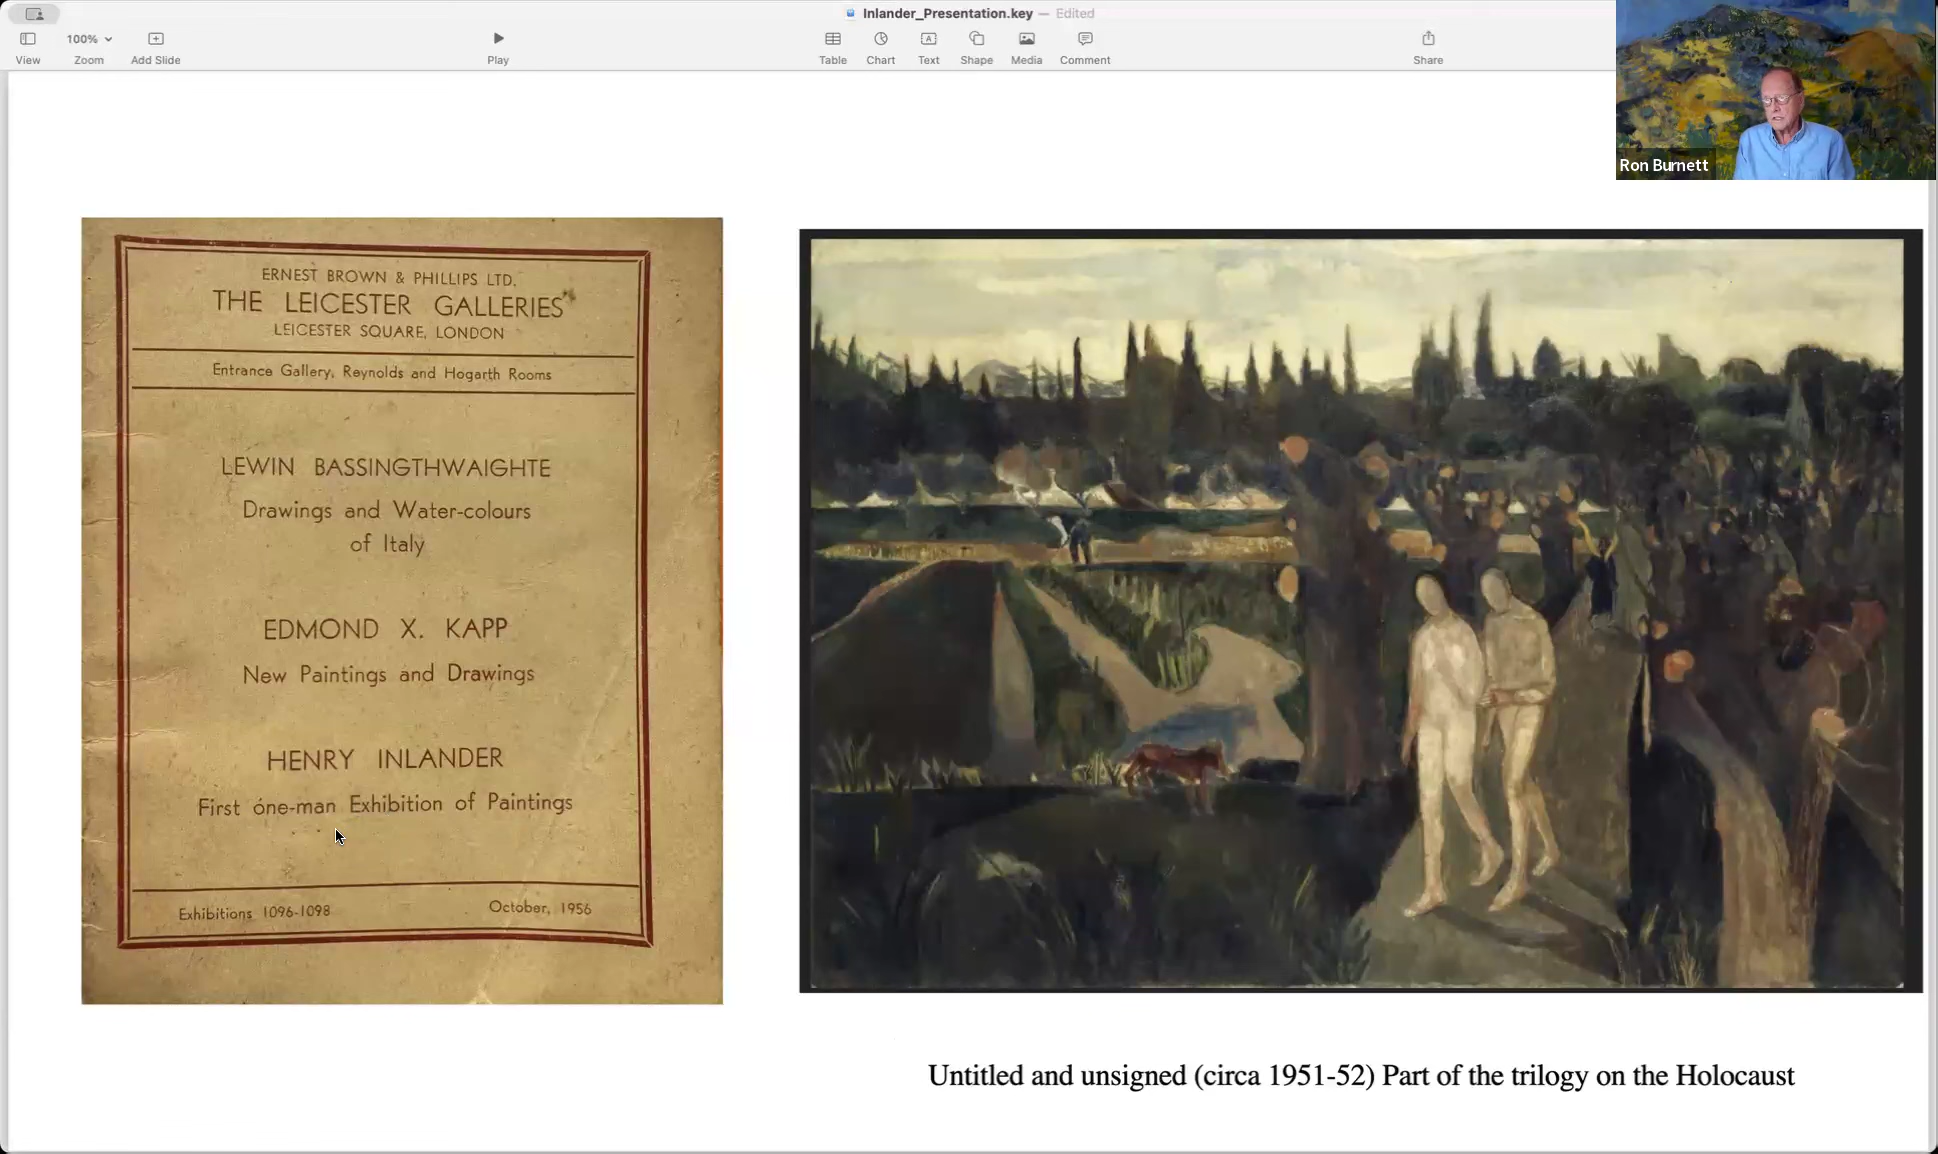 Inlander_Presentation.key — Edited
100%
View
Zoom
Add Slide
Play
Table
Chart
Text
Shape
Media
Comment
Share
Ron Burnett
ERNEST BROWN & PHILLIPS LTD.
THE LEICESTER GALLERIES
LEICESTER SQUARE, LONDON
Entrance Gallery, Reynolds and Hogarth Rooms
LEWIN BASSINGTHWAIGHTE
Drawings and Water-colours
of Italy
EDMOND X. KAPP
New Paintings and Drawings
HENRY INLANDER
First one-man Exhibition of Paintings
Exhibitions 1096-1098
October, 1956
Untitled and unsigned (circa 1951-52) Part of the trilogy on the Holocaust